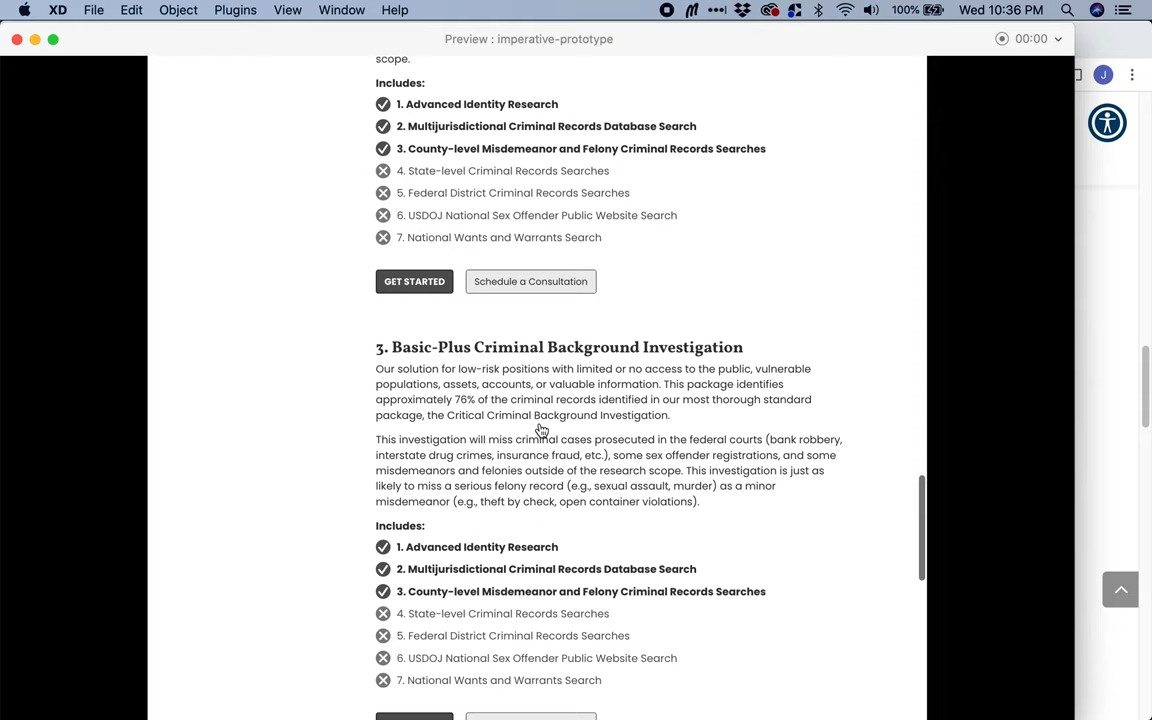 XD File Edit Object Plugins View Window Help 100% Wed 10:36 PM
Preview : imperative-prototype 00:00
J
scope.
Includes:
1. Advanced Identity Research
2. Multijurisdictional Criminal Records Database Search
3. County-level Misdemeanor and Felony Criminal Records Searches
4. State-level Criminal Records Searches
5. Federal District Criminal Records Searches
6. USDOJ National Sex Offender Public Website Search
7. National Wants and Warrants Search
GET STARTED Schedule a Consultation
3. Basic-Plus Criminal Background Investigation
Our solution for low-risk positions with limited or no access to the public, vulnerable
populations, assets, accounts, or valuable information. This package identifies
approximately 76% of the criminal records identified in our most thorough standard
package, the Critical Criminal Background Investigation.
This investigation will miss criminal cases prosecuted in the federal courts (bank robbery,
interstate drug crimes, insurance fraud, etc.), some sex offender registrations, and some
misdemeanors and felonies outside of the research scope. This investigation is just as
likely to miss a serious felony record (e.g., sexual assault, murder) as a minor
misdemeanor (e.g., theft by check, open container violations).
Includes:
1. Advanced Identity Research
2. Multijurisdictional Criminal Records Database Search
3. County-level Misdemeanor and Felony Criminal Records Searches
4. State-level Criminal Records Searches
5. Federal District Criminal Records Searches
6. USDOJ National Sex Offender Public Website Search
7. National Wants and Warrants Search